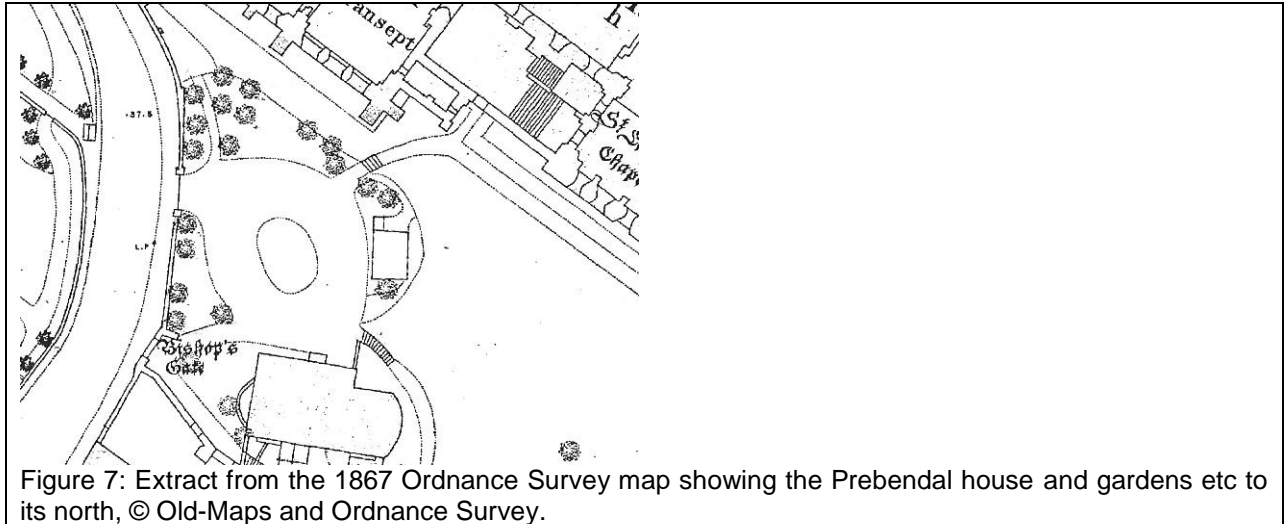 ansept
h
.37.5
L.P
St S
Chape
Bishop's
Gate
Figure 7: Extract from the 1867 Ordnance Survey map showing the Prebendal house and gardens etc to
its north, © Old-Maps and Ordnance Survey.